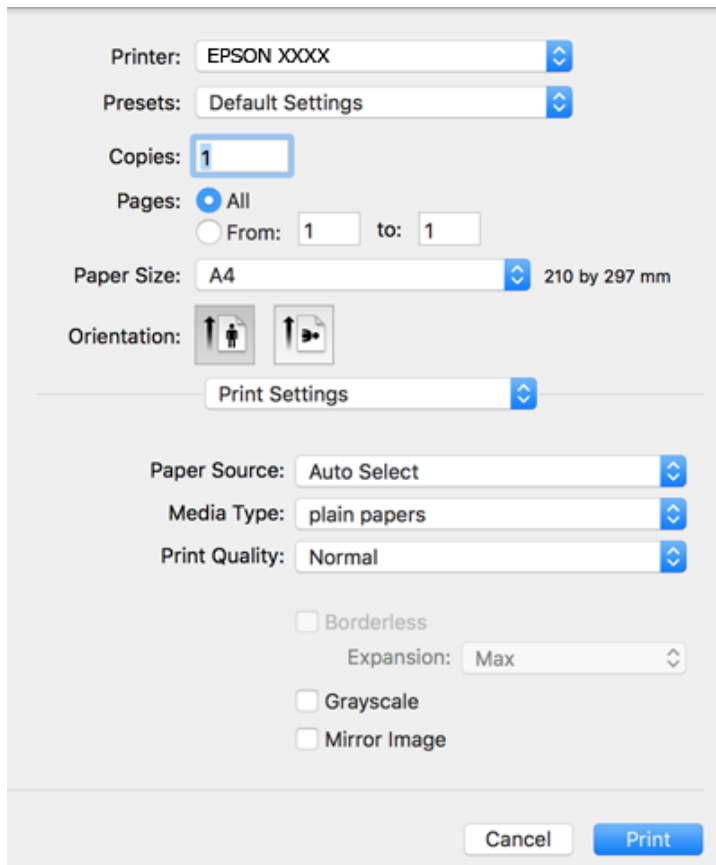 Printer: EPSON XXXX
Presets: Default Settings
Copies: 1
Pages: All
From: 1 to: 1
Paper Size: A4 210 by 297 mm
Orientation:
Print Settings
Paper Source: Auto Select
Media Type: plain papers
Print Quality: Normal
Borderless
Expansion: Max
Grayscale
Mirror Image
Cancel Print